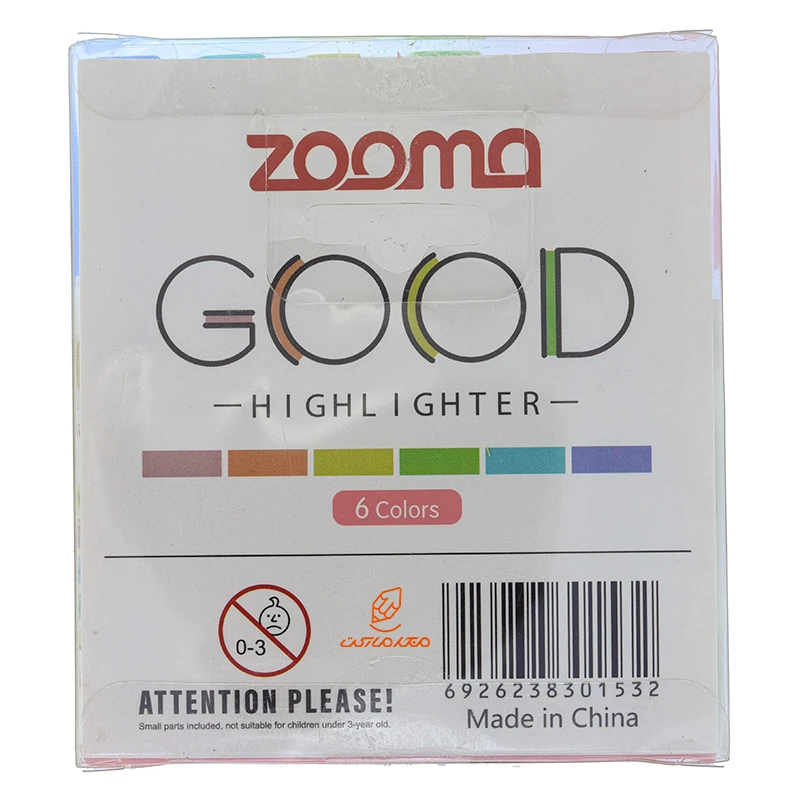 ZOOMA
GOOD
—HIGHLIGHTER—
6 Colors
0-3
ATTENTION PLEASE!
Small parts included, not suitable for children under 3-year old.
6926238301532
Made in China